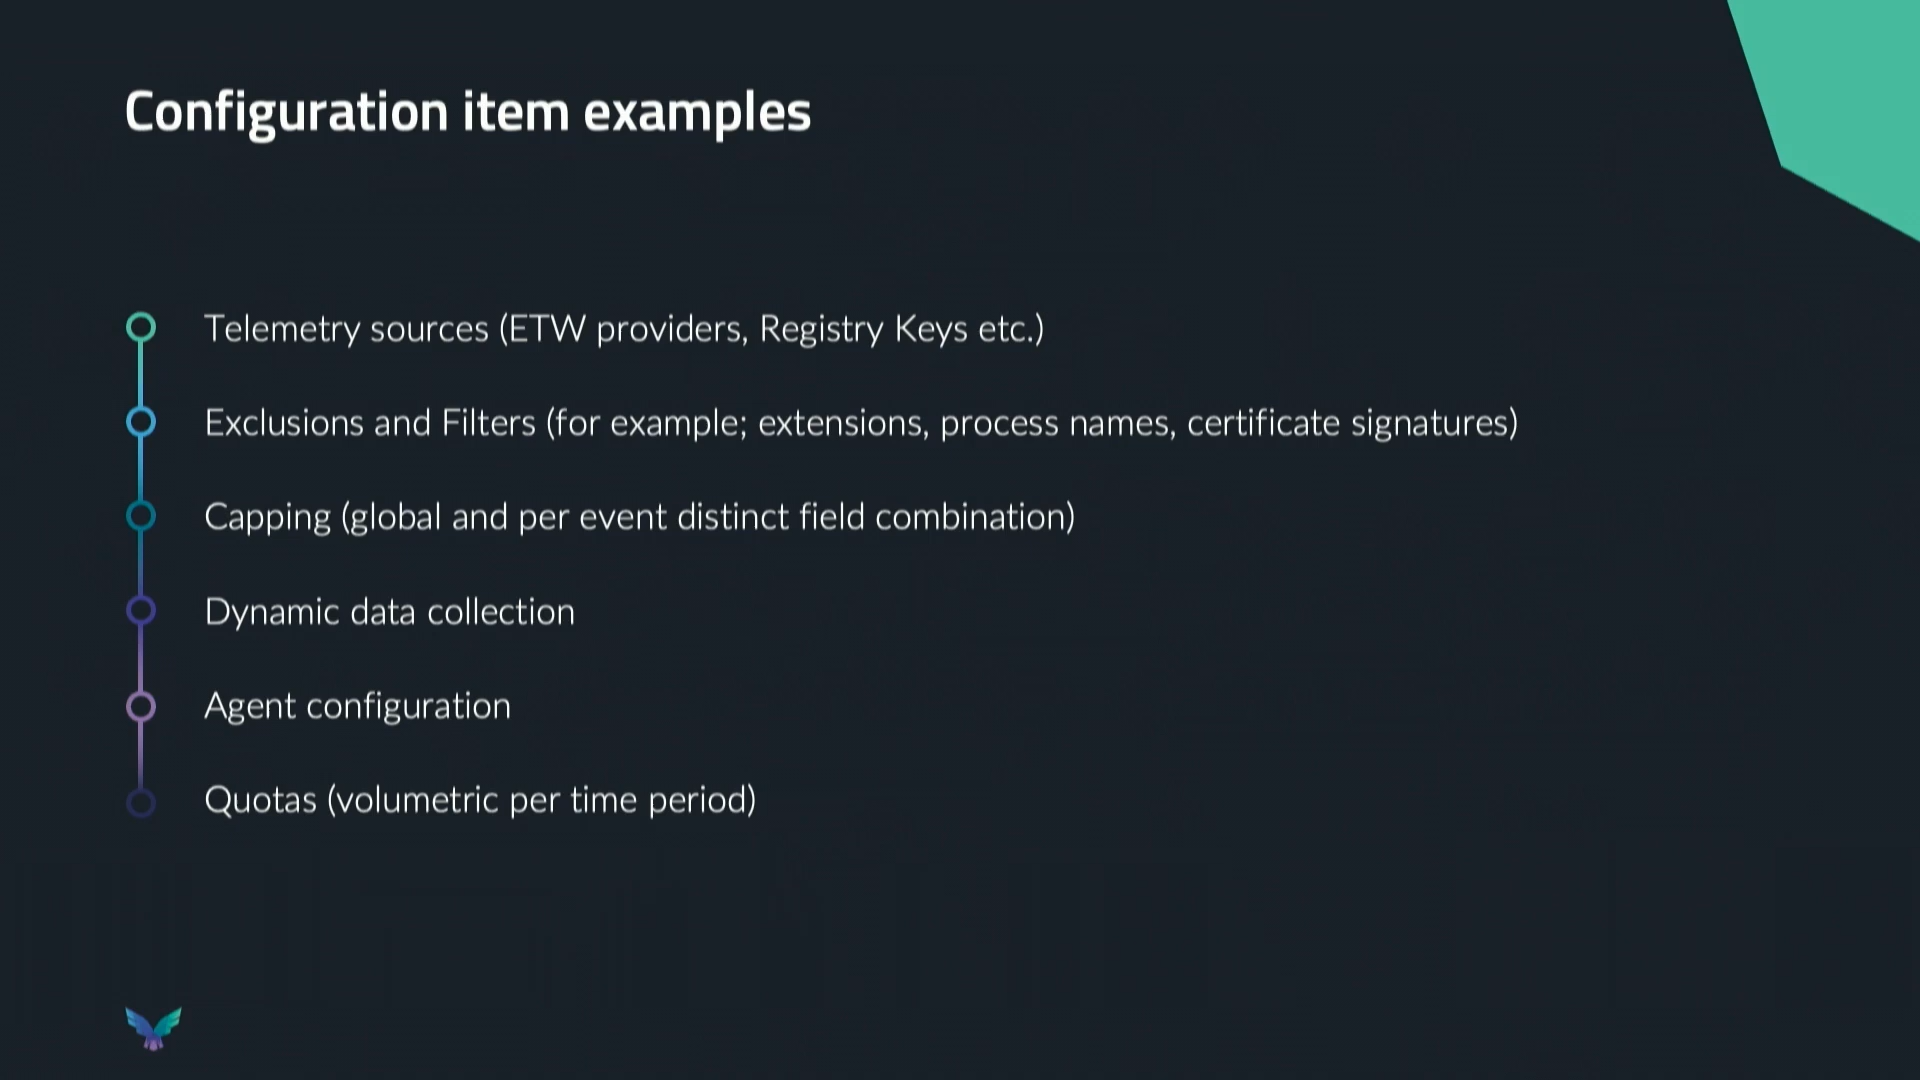 Configuration item examples
Telemetry sources (ETW providers, Registry Keys etc.)
Exclusions and Filters (for example; extensions, process names, certificate signatures)
Capping (global and per event distinct field combination)
Dynamic data collection
Agent configuration
Quotas (volumetric per time period)